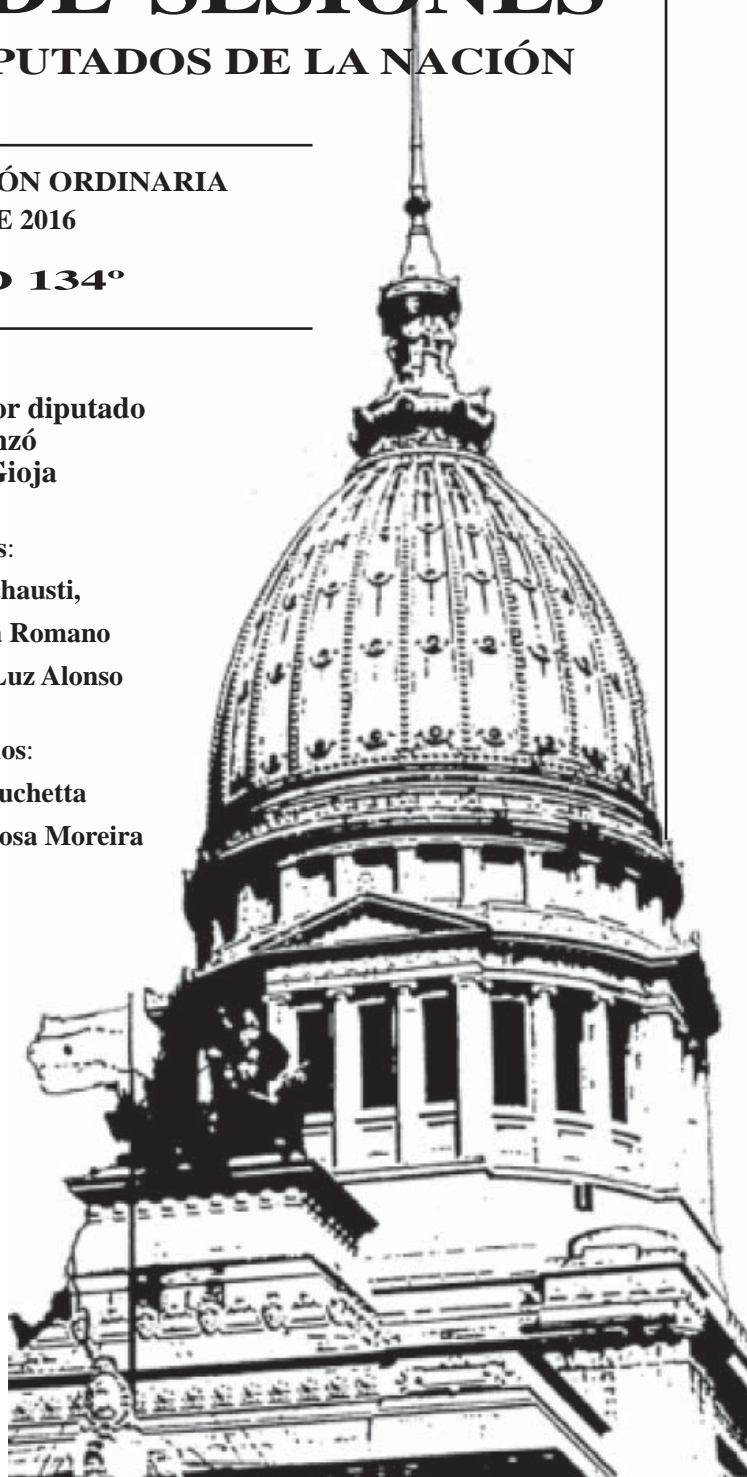 DE SESIONES
PUTADOS DE LA NACIÓN
ÓN ORDINARIA
E 2016
O 134º
or diputado
nzó
Gioja
s:
hausti,
a Romano
Luz Alonso
ios:
uchetta
osa Moreira